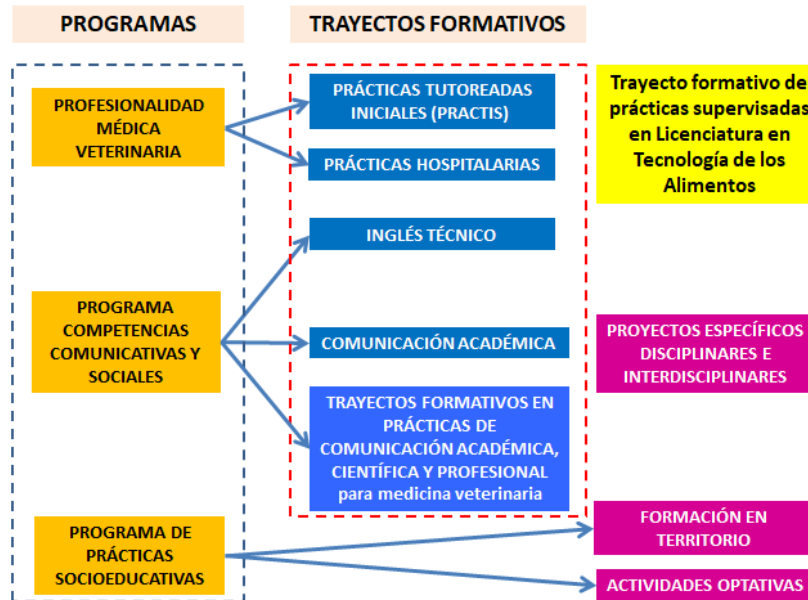 PROGRAMAS
TRAYECTOS FORMATIVOS
PROFESIONALIDAD
MÉDICA
VETERINARIA
PRÁCTICAS TUTOREADAS
INICIALES (PRACTIS)
PRÁCTICAS HOSPITALARIAS
Trayecto formativo de
prácticas supervisadas
en Licenciatura en
Tecnología de los
Alimentos
INGLÉS TÉCNICO
PROGRAMA
COMPETENCIAS
COMUNICATIVAS Y
SOCIALES
COMUNICACIÓN ACADÉMICA
TRAYECTOS FORMATIVOS EN
PRÁCTICAS DE
COMUNICACIÓN ACADÉMICA,
CIENTÍFICA Y PROFESIONAL
para medicina veterinaria
PROYECTOS ESPECÍFICOS
DISCIPLINARES E
INTERDISCIPLINARES
PROGRAMA DE
PRÁCTICAS
SOCIOEDUCATIVAS
FORMACIÓN EN
TERRITORIO
ACTIVIDADES OPTATIVAS